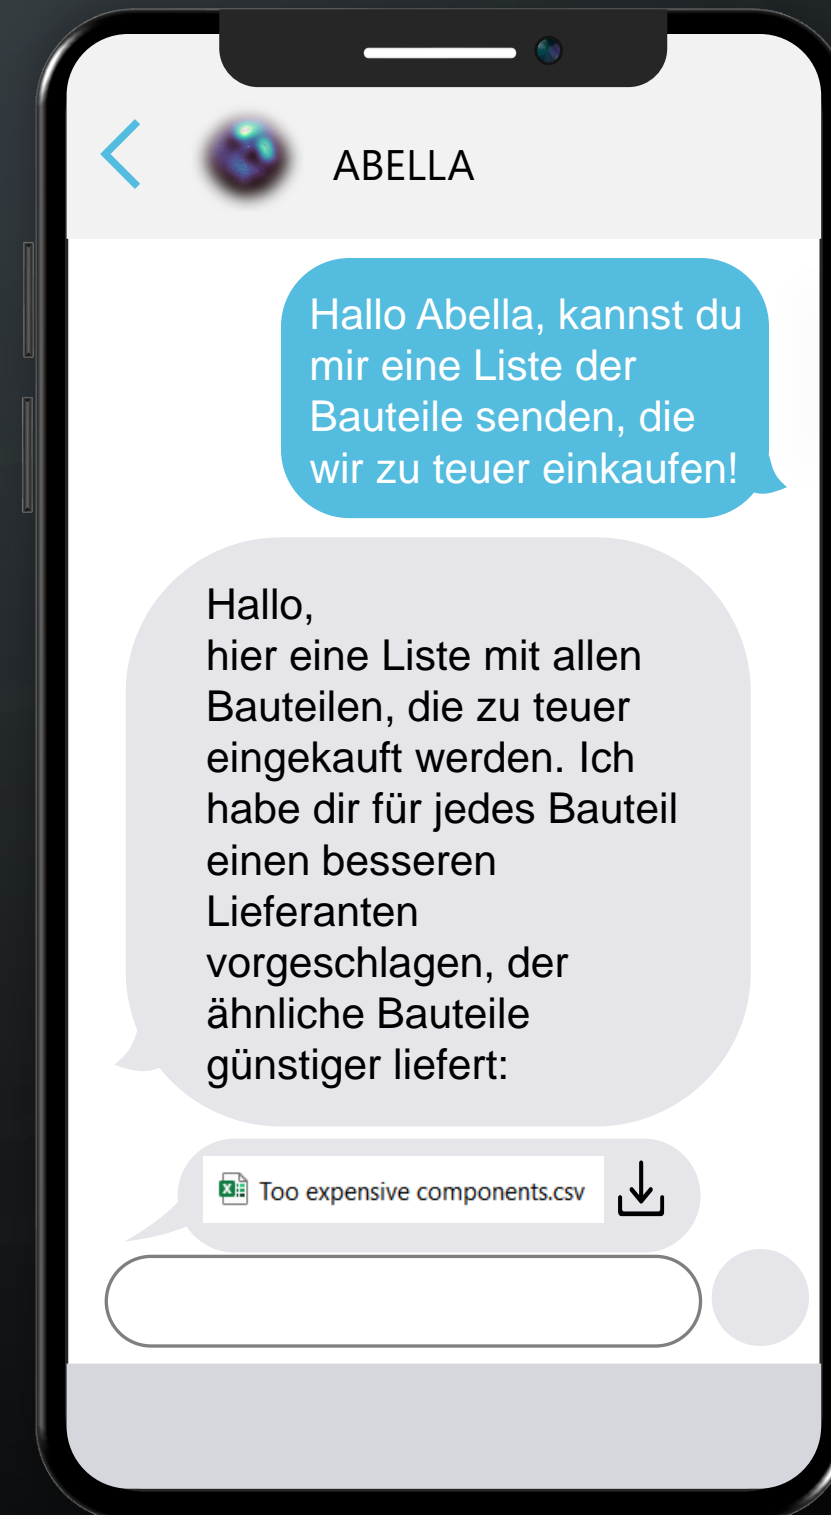 ABELLA
Hallo Abella, kannst du
mir eine Liste der
Bauteile senden, die
wir zu teuer einkaufen!
Hallo,
hier eine Liste mit allen
Bauteilen, die zu teuer
eingekauft werden. Ich
habe dir für jedes Bauteil
einen besseren
Lieferanten
vorgeschlagen, der
ähnliche Bauteile
günstiger liefert:
Too expensive components.csv